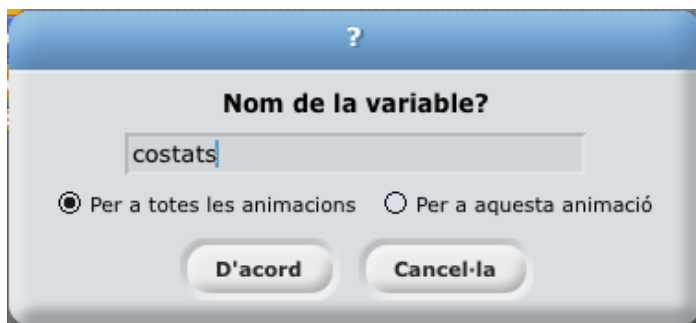 ?
Nom de la variable?
costats
Per a totes les animacions Per a aquesta animació
D'acord Cancel·la